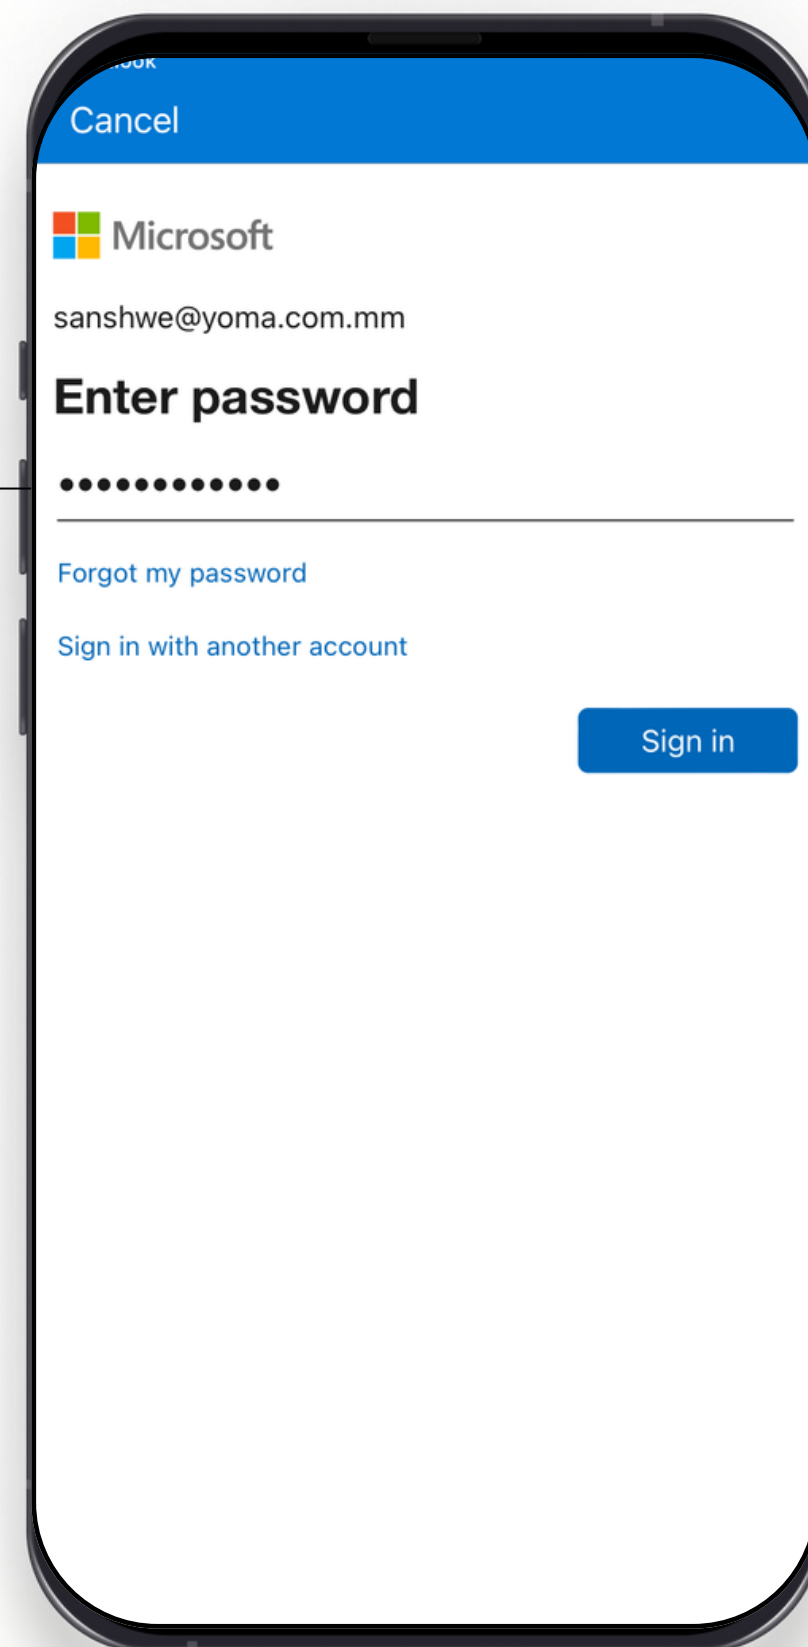 Cancel
Microsoft
sanshwe@yoma.com.mm
Enter password
Forgot my password
Sign in with another account
Sign in